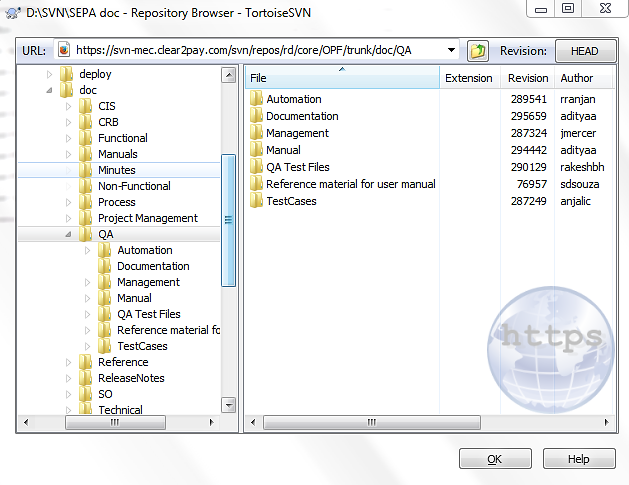 D:\SVN\SEPA doc - Repository Browser - TortoiseSVN
URL: https://svn-mec.clear2pay.com/svn/repos/rd/core/OPF/trunk/doc/QA Revision: HEAD
deploy
doc
CIS
CRB
Functional
Manuals
Minutes
Non-Functional
Process
Project Management
QA
Automation
Documentation
Management
Manual
QA Test Files
Reference material fo
TestCases
Reference
ReleaseNotes
SO
Technical
File Extension Revision Author
Automation 289541 rranjan
Documentation 295659 adityaa
Management 287324 jmercer
Manual 294442 adityaa
QA Test Files 290129 rakeshbh
Reference material for user manual 76957 sdsouza
TestCases 287249 anjalic
https
OK Help